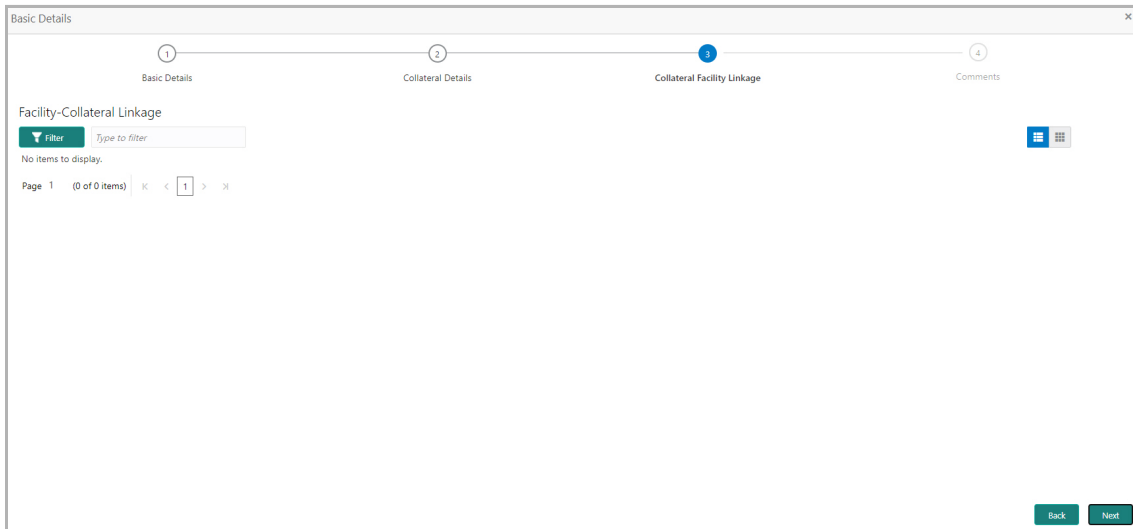 Basic Details
1 2 3 4
Basic Details Collateral Details Collateral Facility Linkage Comments
Facility-Collateral Linkage
Filter Type to filter
No items to display.
Page 1 (0 of 0 items) 1
Back Next